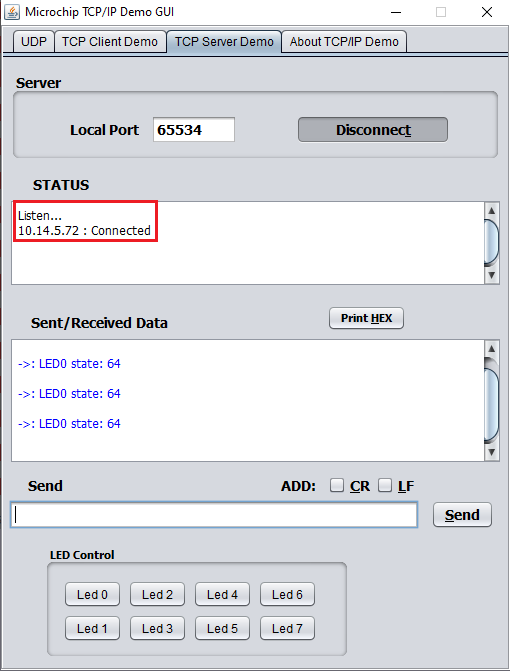 Microchip TCP/IP Demo GUI
UDP TCP Client Demo TCP Server Demo About TCP/IP Demo
Server
Local Port 65534 Disconnect
STATUS
Listen...
10.14.5.72 : Connected
Sent/Received Data Print HEX
->: LED0 state: 64
->: LED0 state: 64
->: LED0 state: 64
Send ADD: CR LF
Send
LED Control
Led 0 Led 2 Led 4 Led 6
Led 1 Led 3 Led 5 Led 7